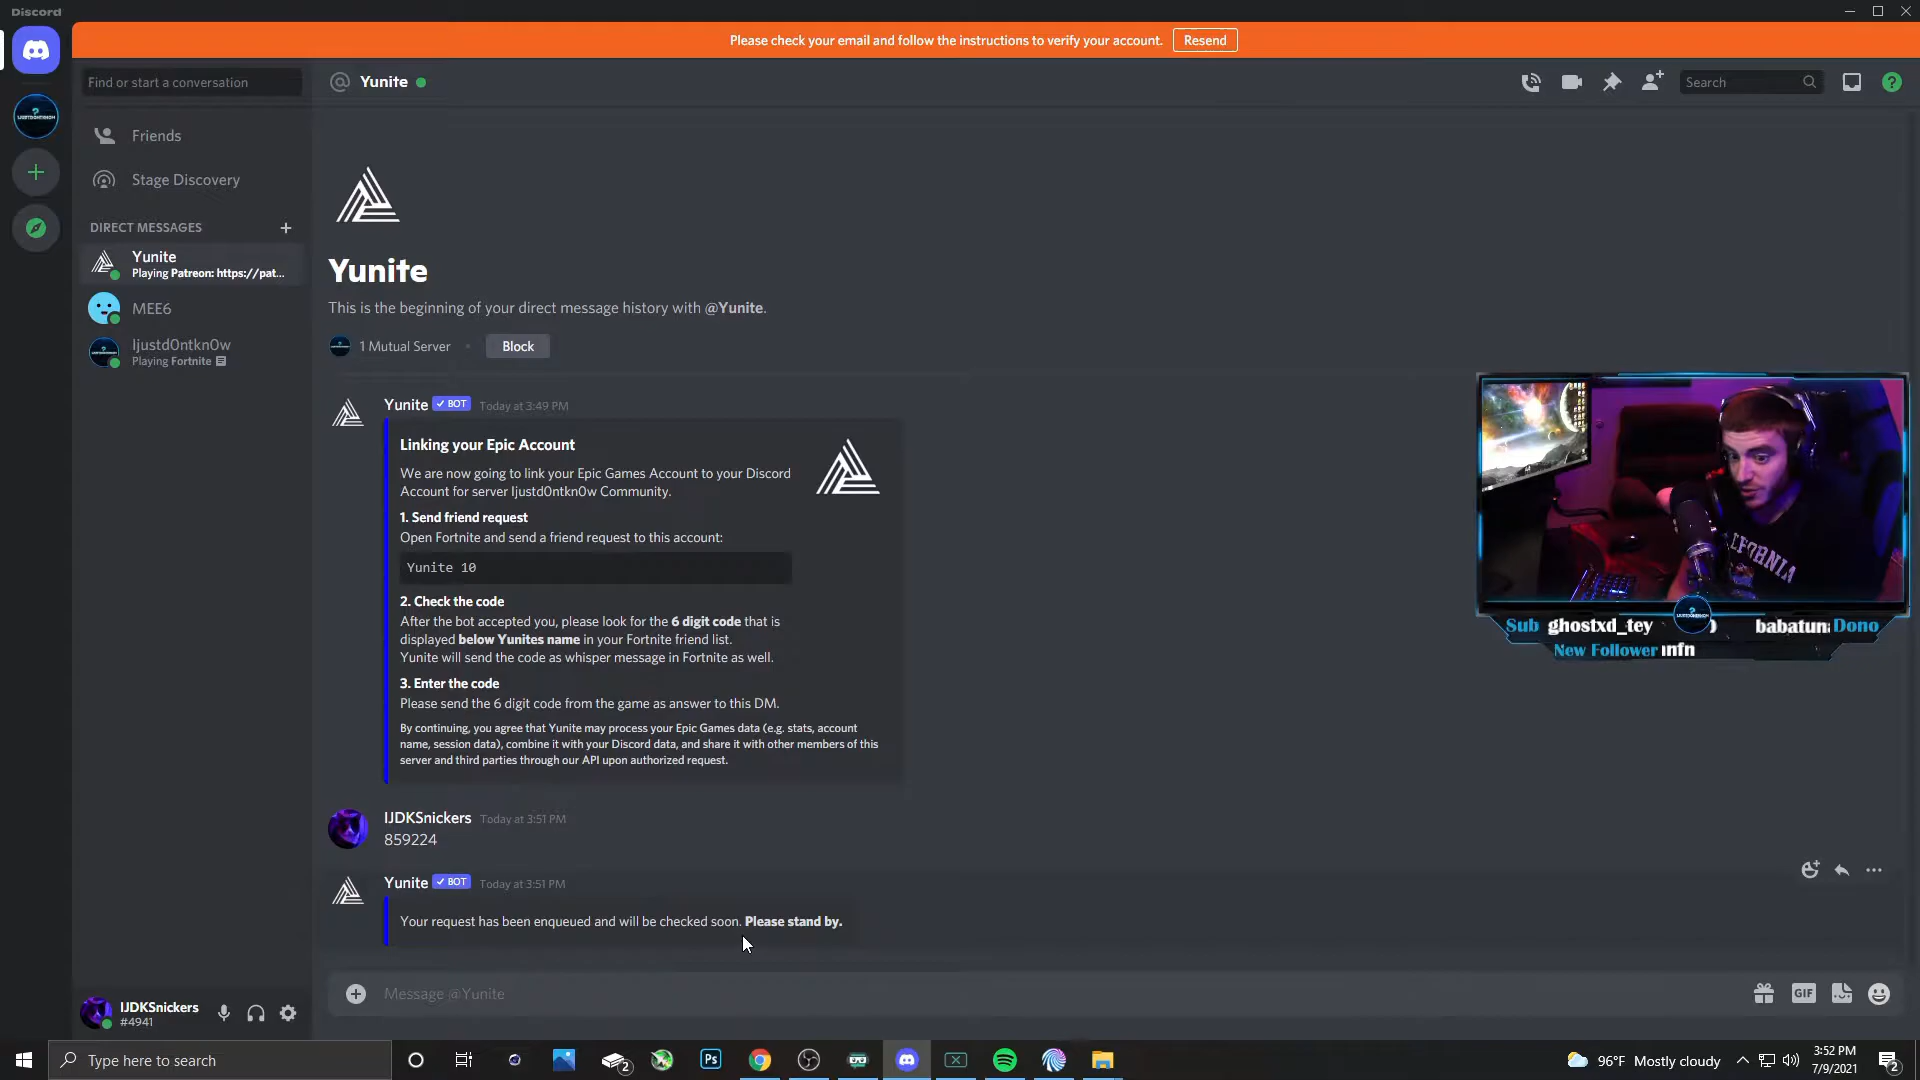 Discord
Please check your email and follow the instructions to verify your account.
Resend
Find or start a conversation
Yunite
Search
Friends
Stage Discovery
DIRECT MESSAGES
Yunite
Playing Patreon: https://pat...
MEE6
Ijustd0ntkn0w
Playing Fortnite
Yunite
This is the beginning of your direct message history with @Yunite.
1 Mutual Server
Block
Yunite BOT Today at 3:49 PM
Linking your Epic Account
We are now going to link your Epic Games Account to your Discord
Account for server Ijustd0ntkn0w Community.
1. Send friend request
Open Fortnite and send a friend request to this account:
Yunite 10
2. Check the code
After the bot accepted you, please look for the 6 digit code that is
displayed below Yunites name in your Fortnite friend list.
Yunite will send the code as whisper message in Fortnite as well.
3. Enter the code
Please send the 6 digit code from the game as answer to this DM.
By continuing, you agree that Yunite may process your Epic Games data (e.g. stats, account
name, session data), combine it with your Discord data, and share it with other members of this
server and third parties through our API upon authorized request.
IJDKSnickers Today at 3:51 PM
859224
Yunite BOT Today at 3:51 PM
Your request has been enqueued and will be checked soon. Please stand by.
Message @Yunite
GIF
IJDKSnickers
#4941
Sub ghostxd_tey babatun Dono
New Follower
Type here to search
2
Ps
96°F Mostly cloudy
3:52 PM
7/9/2021
2